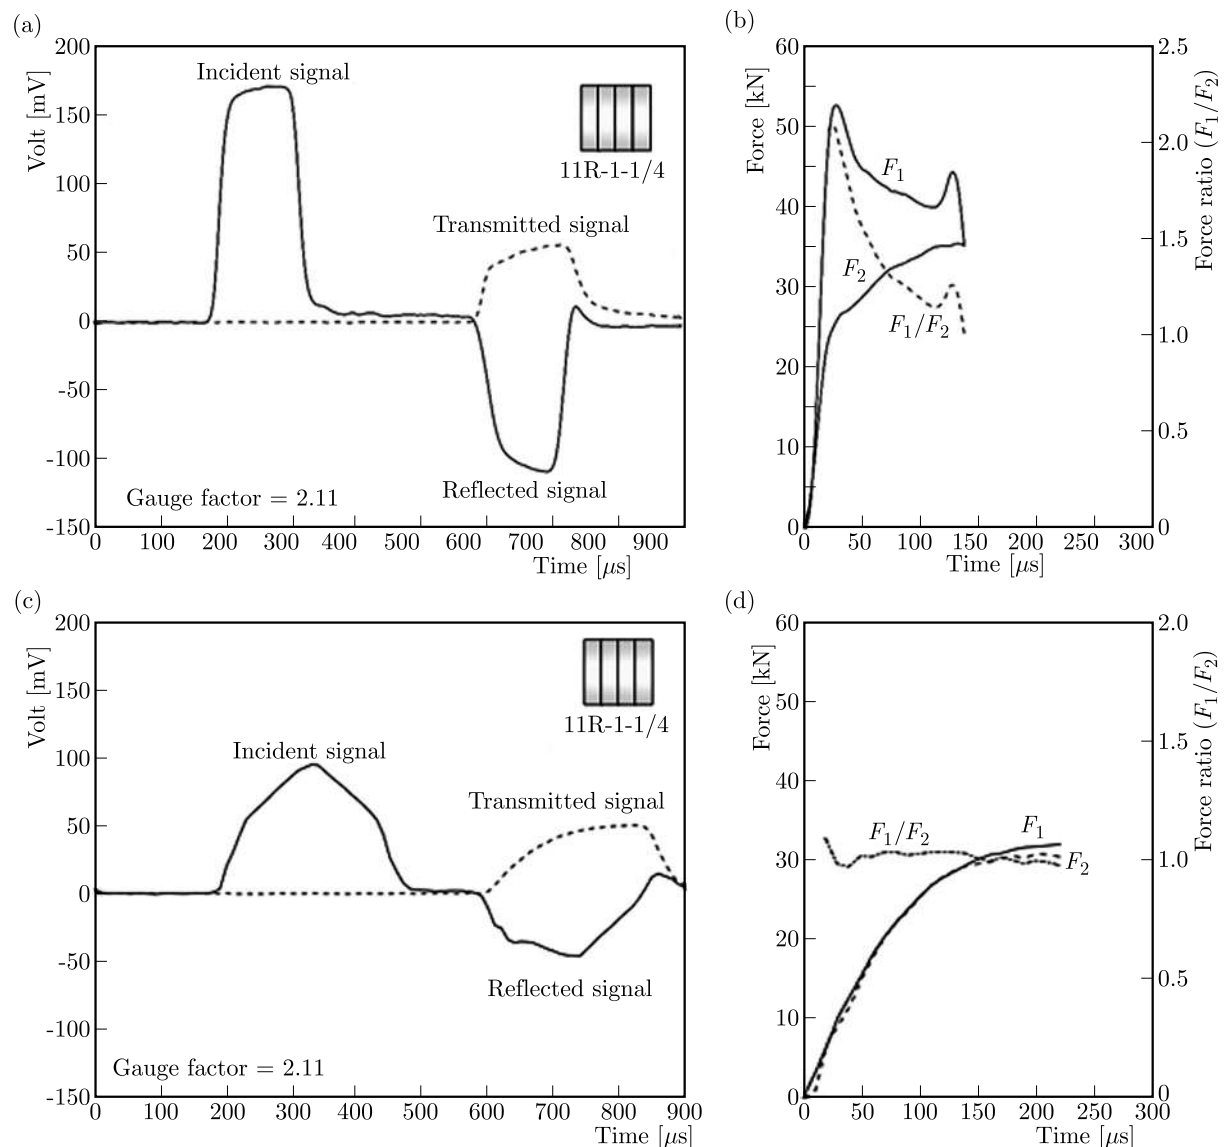 (a)
200
150
100
50
0
-50
-100
-150
Volt [mV]
Incident signal
11R-1-1/4
Transmitted signal
Reflected signal
Gauge factor = 2.11
0 100 200 300 400 500 600 700 800 900
Time [μs]
(b)
60
50
40
30
20
10
0
Force [kN]
F1
F2
F1/F2
2.5
2.0
1.5
1.0
0.5
0
Force ratio (F1/F2)
0 50 100 150 200 250 300
Time [μs]
(c)
200
150
100
50
0
-50
-100
-150
Volt [mV]
11R-1-1/4
Incident signal
Transmitted signal
Reflected signal
Gauge factor = 2.11
0 100 200 300 400 500 600 700 800 900
Time [μs]
(d)
60
50
40
30
20
10
0
Force [kN]
F1/F2
F1
F2
2.0
1.5
1.0
0.5
0
Force ratio (F1/F2)
0 50 100 150 200 250 300
Time [μs]